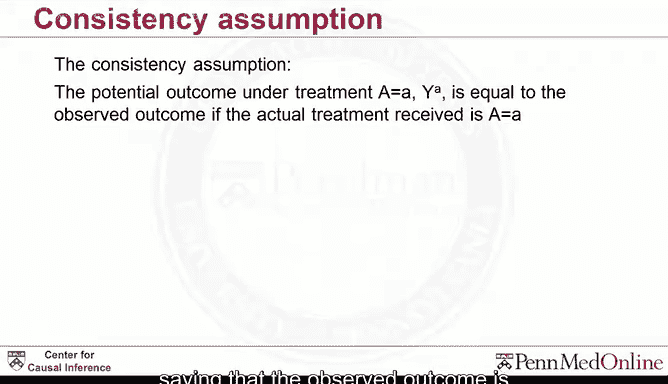 Consistency assumption
The consistency assumption:
The potential outcome under treatment A=a, Yᵃ, is equal to the
observed outcome if the actual treatment received is A=a
Center for
Causal Inference
PennMedOnline
saying that the observed outcome is